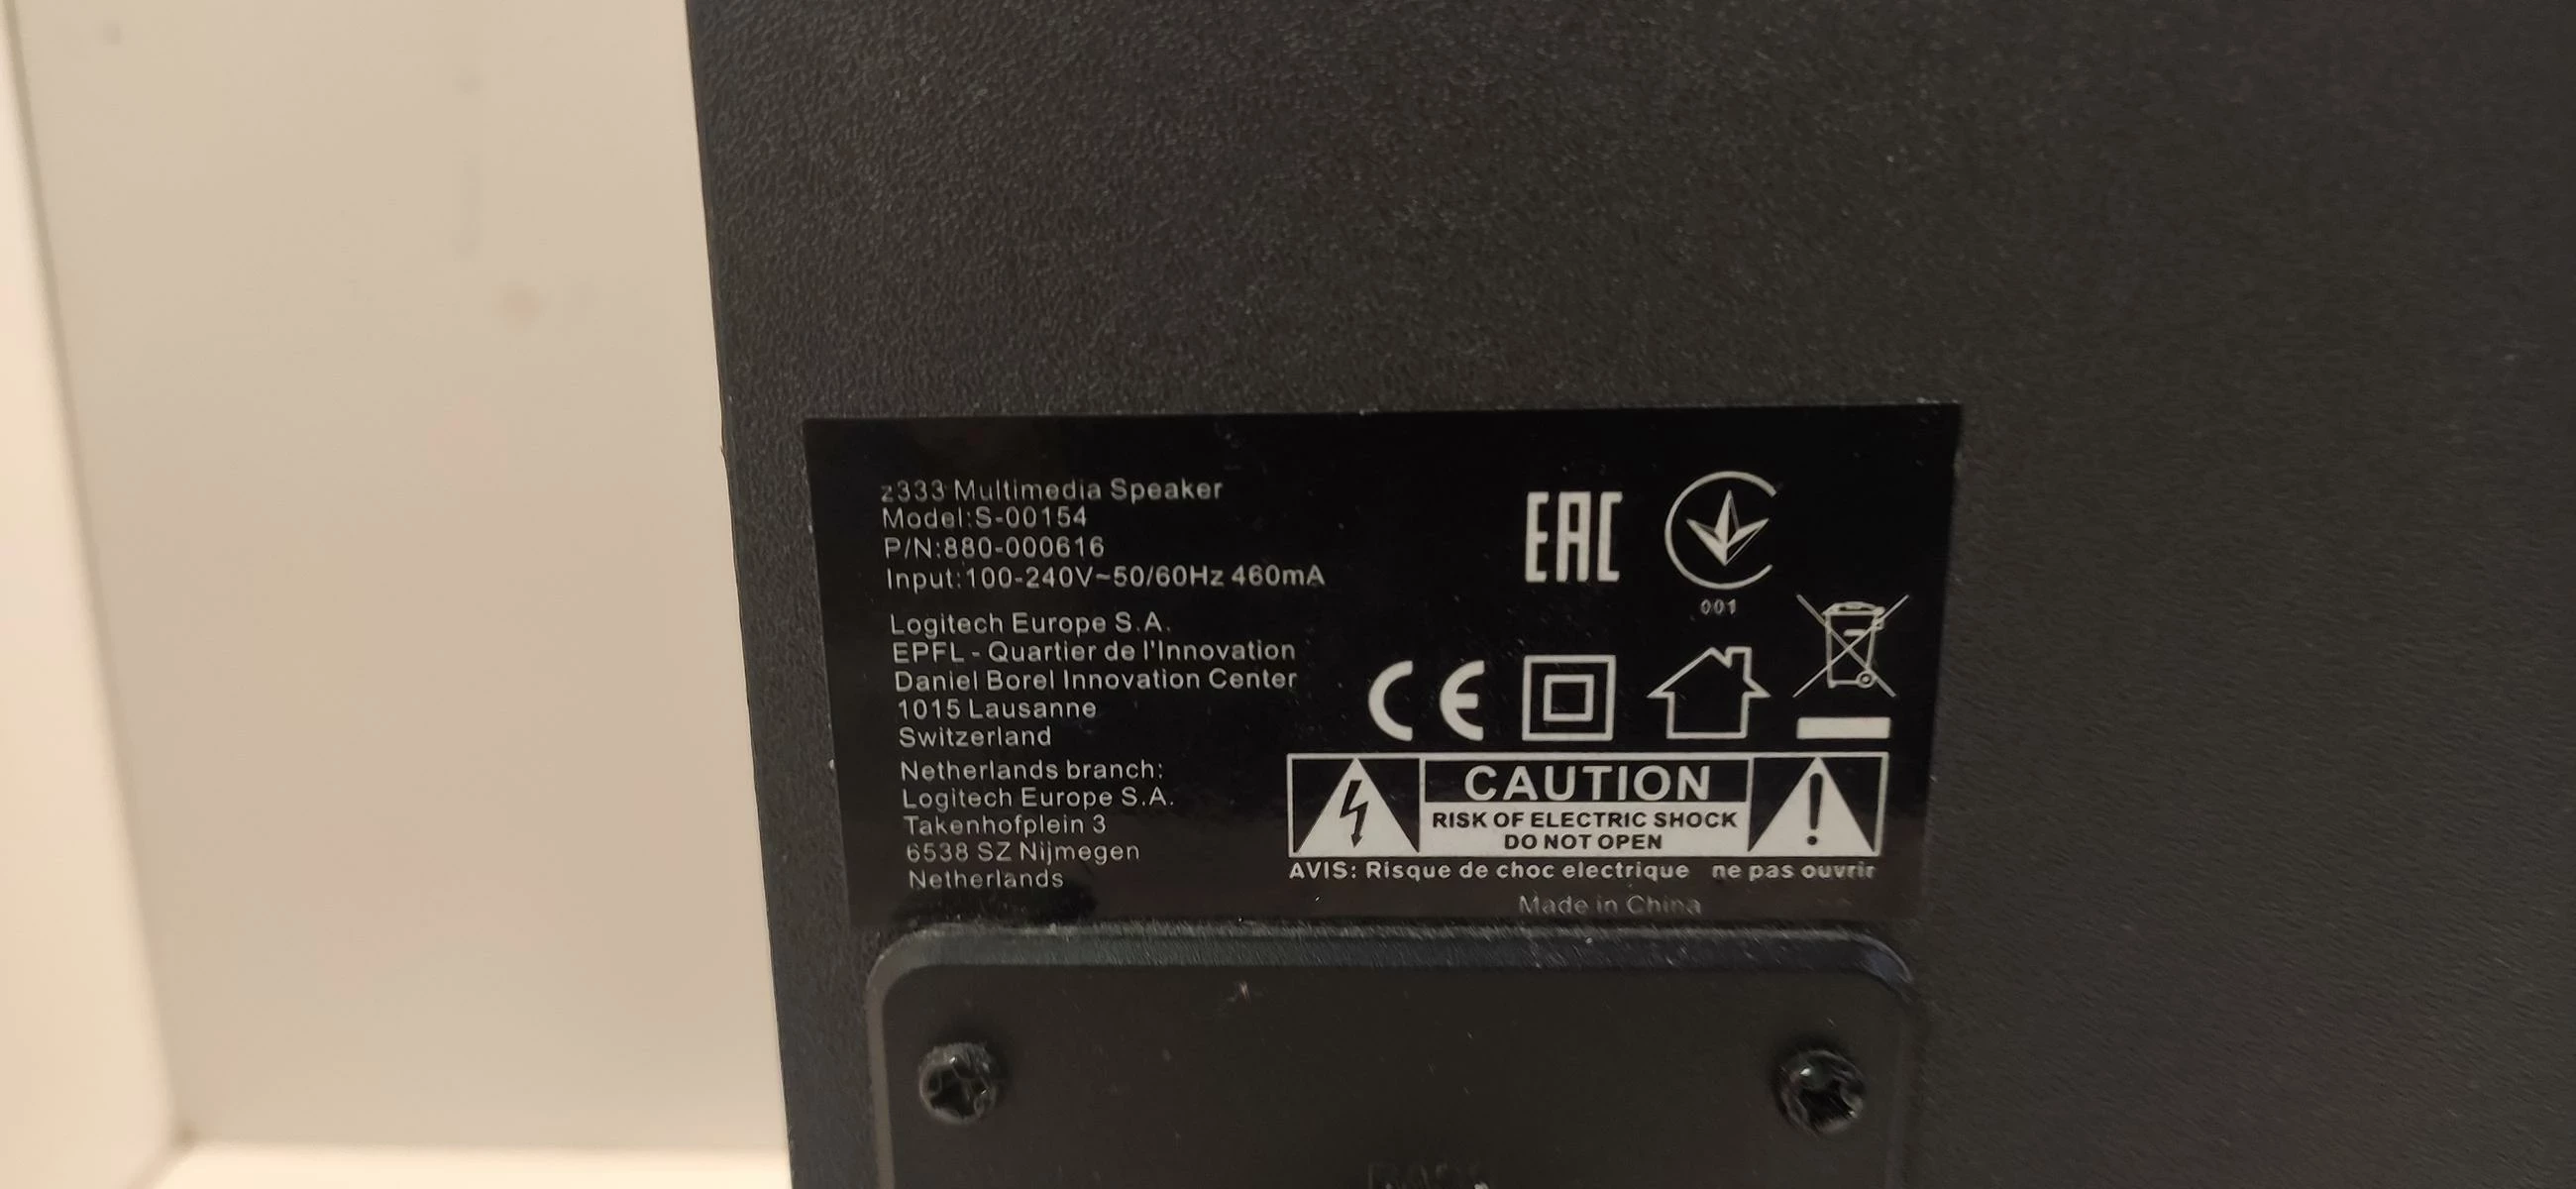 z333 Multimedia Speaker
Model:S-00154
P/N:880-000616
Input:100-240V~50/60Hz 460mA
Logitech Europe S.A.
EPFL - Quartier de l'Innovation
Daniel Borel Innovation Center
1015 Lausanne
Switzerland
Netherlands branch:
Logitech Europe S.A.
Takenhofplein 3
6538 SZ Nijmegen
Netherlands
EAC
001
CE
CAUTION
RISK OF ELECTRIC SHOCK
DO NOT OPEN
AVIS: Risque de choc electrique ne pas ouvrir
Made in China